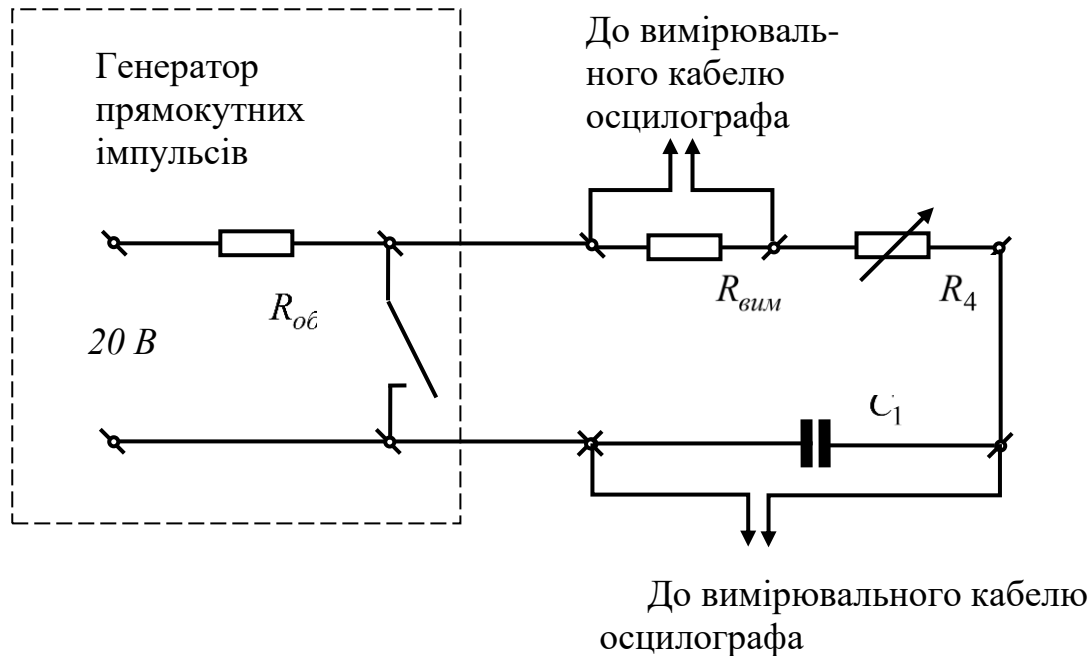 Генератор
прямокутних
імпульсів
До вимірюваль-
ного кабелю
осцилографа
R_об
R_вим
R_4
20 В
C_1
До вимірювального кабелю
осцилографа